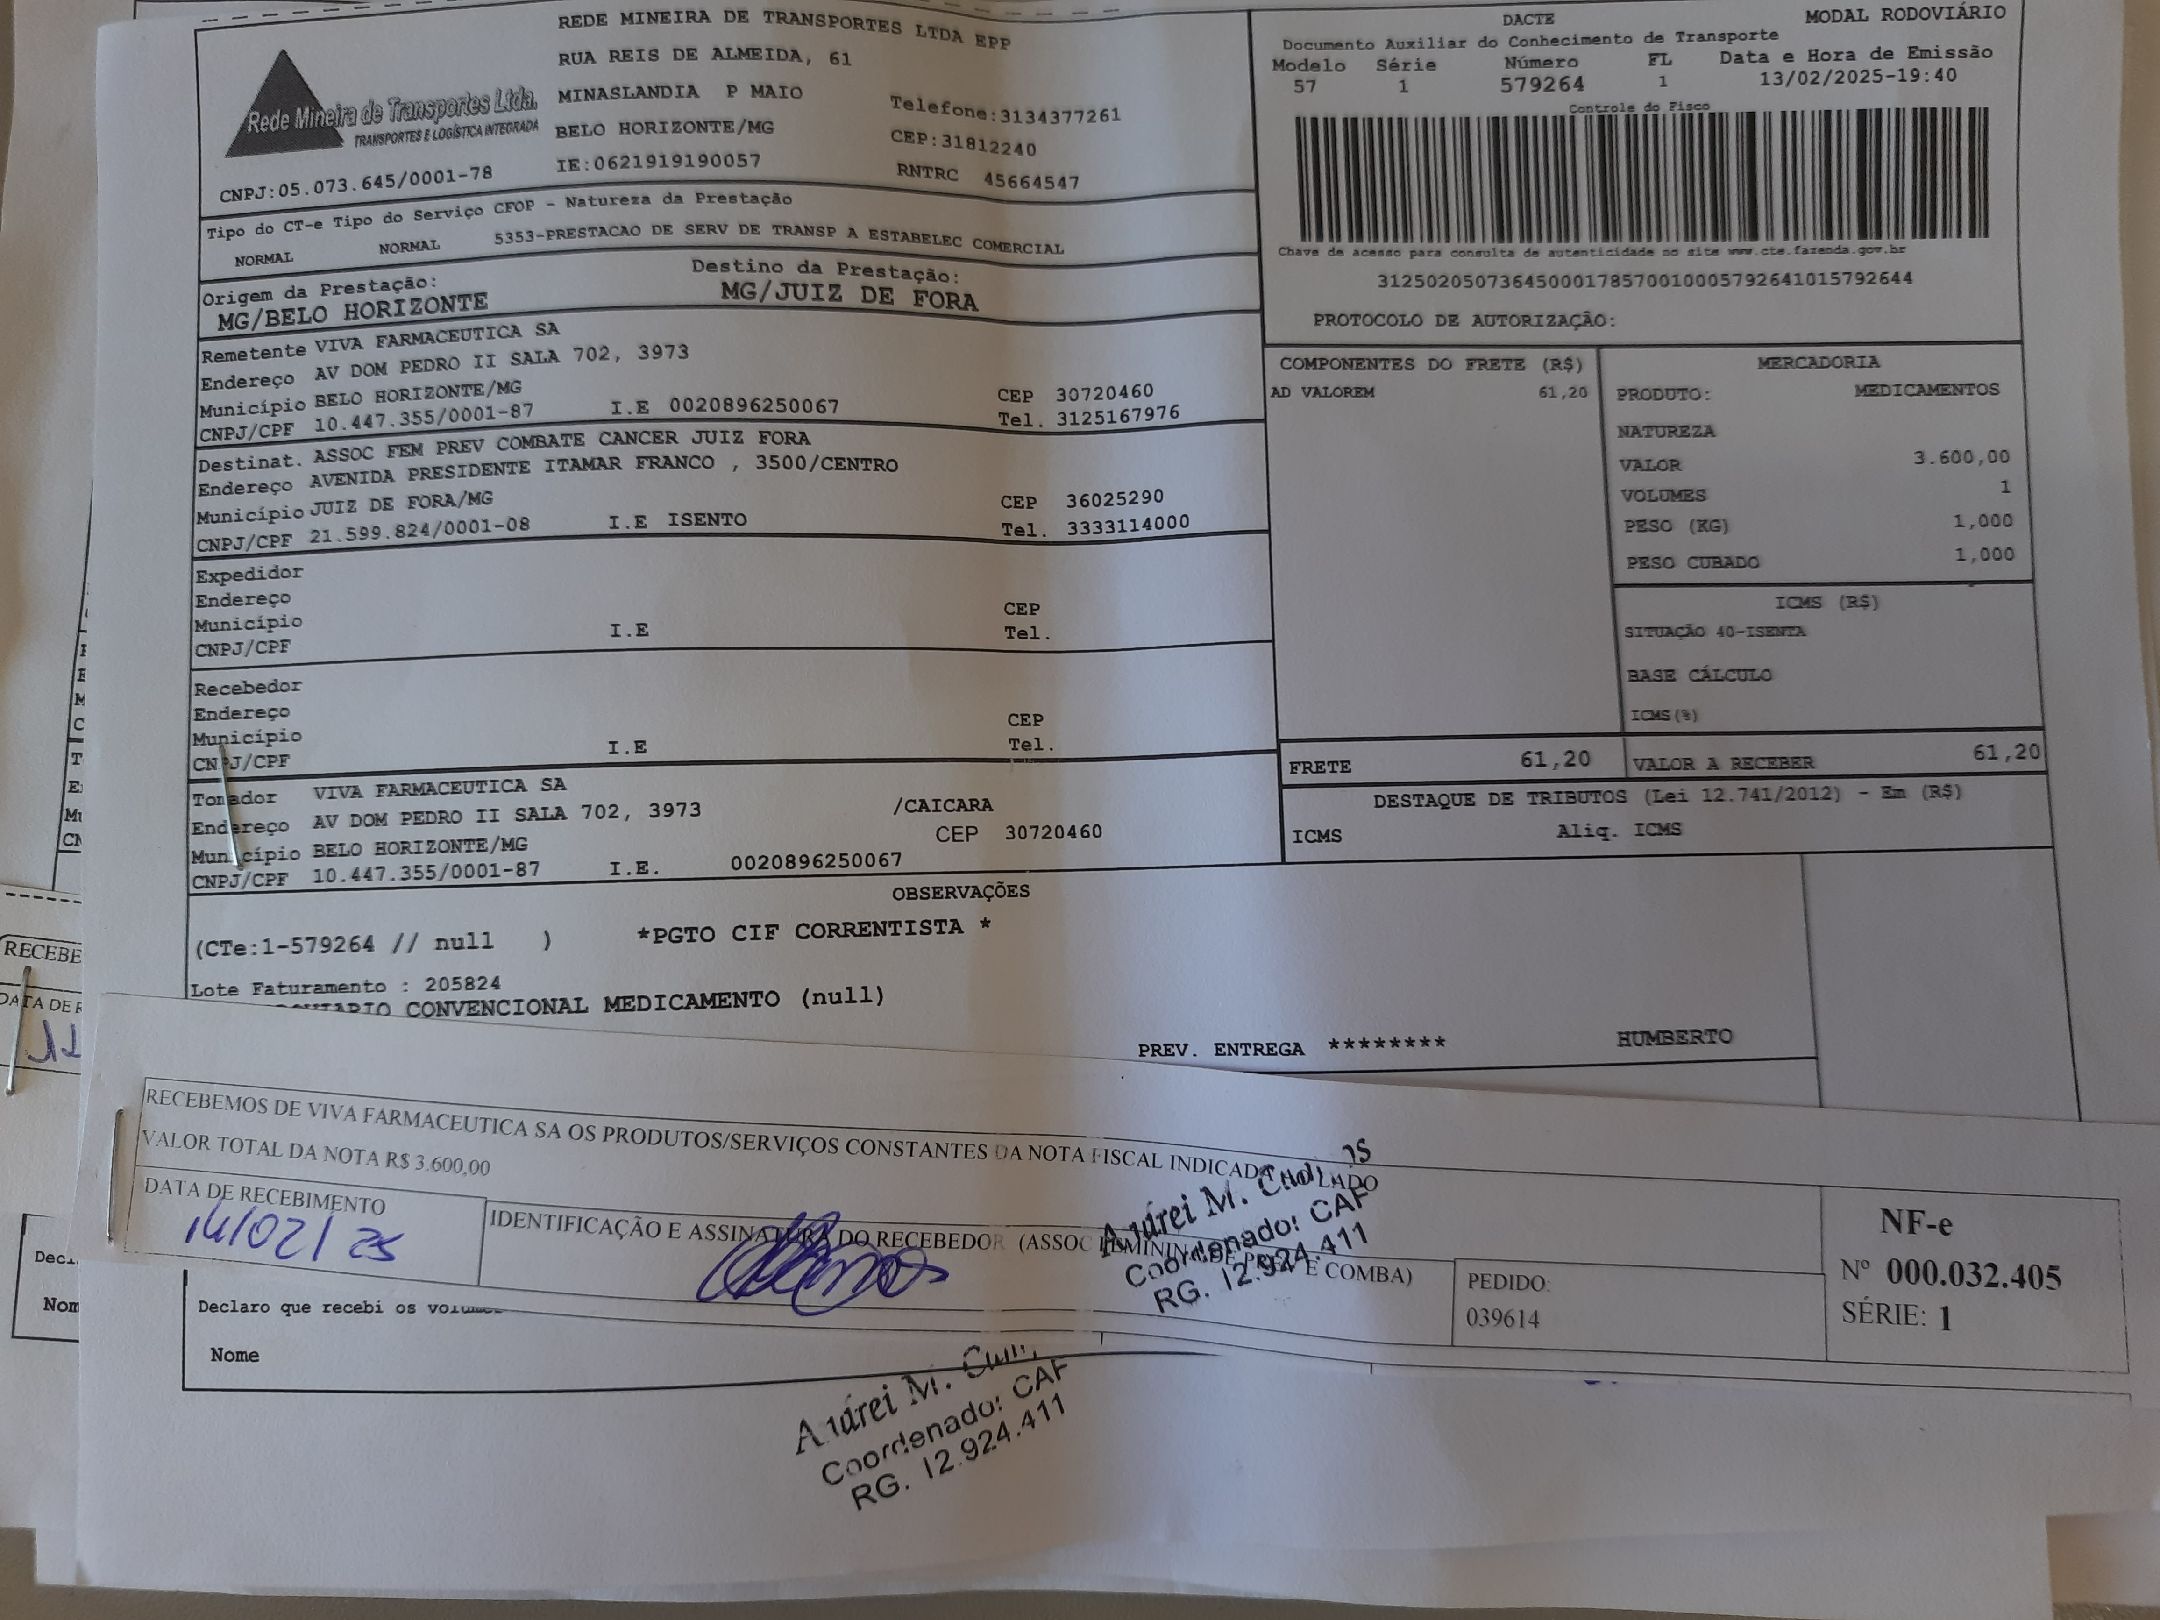 Rede Mineira de Transportes Ltda.
TRANSPORTES E LOGÍSTICA INTEGRADA
CNPJ:05.073.645/0001-78
REDE MINEIRA DE TRANSPORTES LTDA EPP
RUA REIS DE ALMEIDA, 61
MINASLANDIA P MAIO
BELO HORIZONTE/MG
IE:0621919190057
Telefone:3134377261
CEP:31812240
RNTRC 45664547
DACTE
MODAL RODOVIÁRIO
Documento Auxiliar do Conhecimento de Transporte
Modelo Série Número FL Data e Hora de Emissão
57 1 579264 1 13/02/2025-19:40
Controle do Fisco
Chave de acesso para consulta de autenticidade no site www.cte.fazenda.gov.br
31250205073645000178570010005792641015792644
PROTOCOLO DE AUTORIZAÇÃO:
Tipo do CT-e Tipo do Serviço CFOP - Natureza da Prestação
NORMAL NORMAL 5353-PRESTACAO DE SERV DE TRANSP A ESTABELEC COMERCIAL
Origem da Prestação: Destino da Prestação:
MG/BELO HORIZONTE MG/JUIZ DE FORA
Remetente VIVA FARMACEUTICA SA
Endereço AV DOM PEDRO II SALA 702, 3973
Município BELO HORIZONTE/MG CEP 30720460
CNPJ/CPF 10.447.355/0001-87 I.E 0020896250067 Tel. 3125167976
Destinat. ASSOC FEM PREV COMBATE CANCER JUIZ FORA
Endereço AVENIDA PRESIDENTE ITAMAR FRANCO , 3500/CENTRO
Município JUIZ DE FORA/MG CEP 36025290
CNPJ/CPF 21.599.824/0001-08 I.E ISENTO Tel. 3333114000
Expedidor
Endereço
Município CEP
CNPJ/CPF I.E Tel.
Recebedor
Endereço
Município CEP
CNPJ/CPF I.E Tel.
Tomador VIVA FARMACEUTICA SA
Endereço AV DOM PEDRO II SALA 702, 3973 /CAICARA
Município BELO HORIZONTE/MG CEP 30720460
CNPJ/CPF 10.447.355/0001-87 I.E. 0020896250067
COMPONENTES DO FRETE (R$)
AD VALOREM 61,20
MERCADORIA
PRODUTO: MEDICAMENTOS
NATUREZA
VALOR 3.600,00
VOLUMES 1
PESO (KG) 1,000
PESO CUBADO 1,000
ICMS (R$)
SITUAÇÃO 40-ISENTA
BASE CÁLCULO
ICMS(%)
FRETE 61,20 VALOR A RECEBER 61,20
DESTAQUE DE TRIBUTOS (Lei 12.741/2012) - Em (R$)
ICMS Aliq. ICMS
OBSERVAÇÕES
(CTe:1-579264 // null ) *PGTO CIF CORRENTISTA *
Lote Faturamento : 205824
CONVENCIONAL MEDICAMENTO (null)
PREV. ENTREGA ******** HUMBERTO
RECEBEMOS DE VIVA FARMACEUTICA SA OS PRODUTOS/SERVIÇOS CONSTANTES DA NOTA FISCAL INDICADA AO LADO
VALOR TOTAL DA NOTA R$ 3.600,00
DATA DE RECEBIMENTO
14/02/25
IDENTIFICAÇÃO E ASSINATURA DO RECEBEDOR (ASSOC FEMININA DE PREV E COMBA)
Coordenador CAF
RG. 12.924.411
PEDIDO:
039614
NF-e
Nº 000.032.405
SÉRIE: 1
Declaro que recebi os volumes
Nome
Coordenador CAF
RG. 12.924.411
RECEBE
DATA DE R